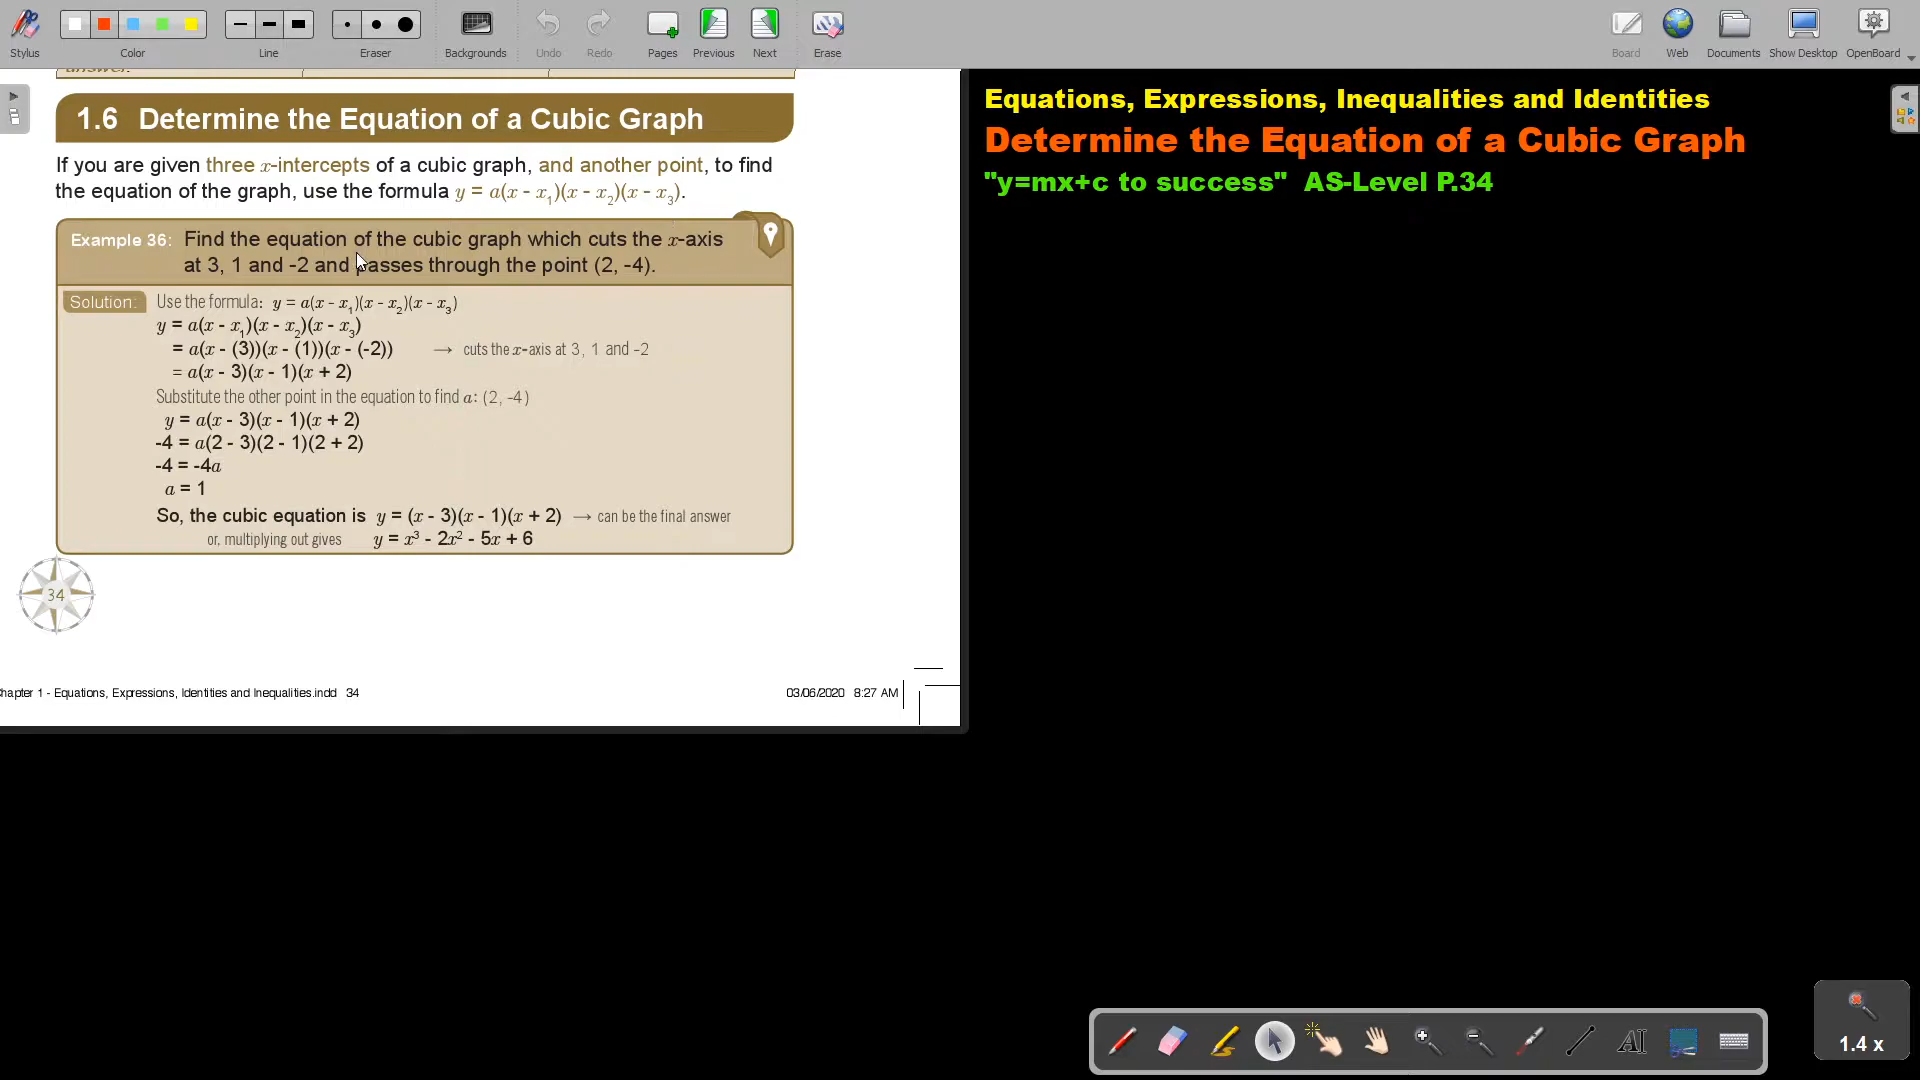 Stylus
Color
Line
Eraser
Backgrounds
Undo
Redo
Pages
Previous
Next
Erase
Board
Web
Documents
Show Desktop
OpenBoard
answer.
1.6 Determine the Equation of a Cubic Graph
If you are given three x-intercepts of a cubic graph, and another point, to find
the equation of the graph, use the formula y = a(x - x₁)(x - x₂)(x - x₃).
Example 36: Find the equation of the cubic graph which cuts the x-axis
at 3, 1 and -2 and passes through the point (2, -4).
Solution: Use the formula: y = a(x - x₁)(x - x₂)(x - x₃)
y = a(x - x₁)(x - x₂)(x - x₃)
= a(x - (3))(x - (1))(x - (-2)) → cuts the x-axis at 3, 1 and -2
= a(x - 3)(x - 1)(x + 2)
Substitute the other point in the equation to find a: (2, -4)
y = a(x - 3)(x - 1)(x + 2)
-4 = a(2 - 3)(2 - 1)(2 + 2)
-4 = -4a
a = 1
So, the cubic equation is y = (x - 3)(x - 1)(x + 2) → can be the final answer
or, multiplying out gives y = x³ - 2x² - 5x + 6
34
hapter 1 - Equations, Expressions, Identities and Inequalities.indd 34
03/06/2020 8:27 AM
Equations, Expressions, Inequalities and Identities
Determine the Equation of a Cubic Graph
"y=mx+c to success" AS-Level P.34
AI
1.4 x